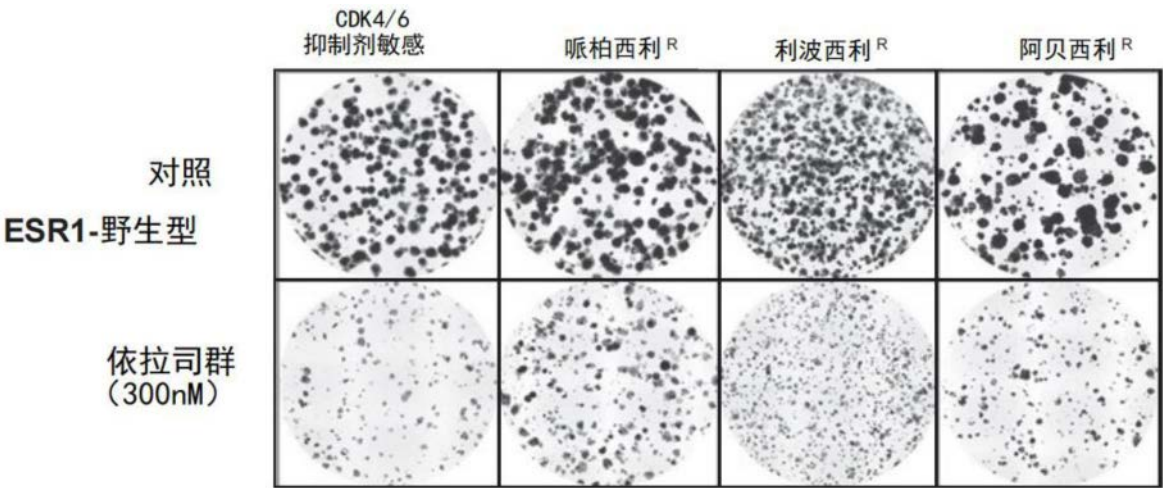 CDK4/6
抑制剂敏感
哌柏西利 R
利波西利 R
阿贝西利 R
对照
ESR1-野生型
依拉司群
(300nM)